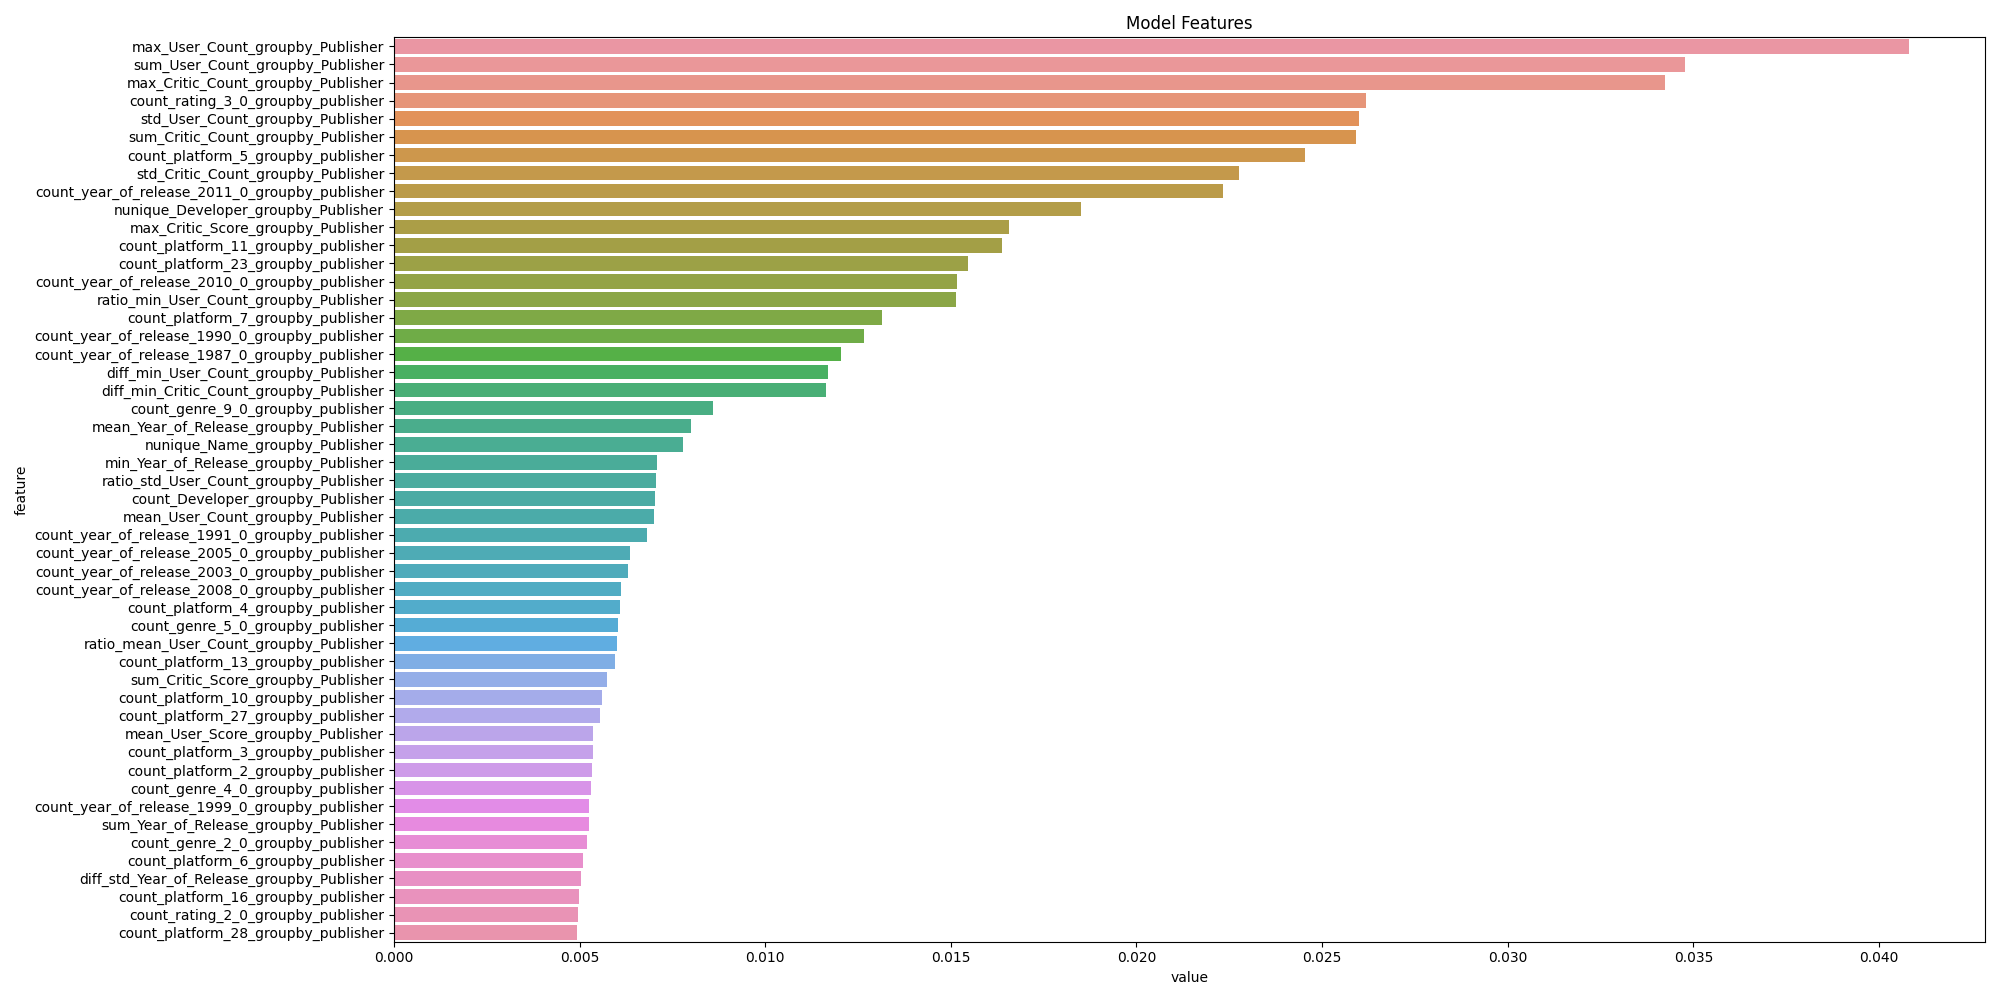 Model Features
max_User_Count_groupby_Publisher
sum_User_Count_groupby_Publisher
max_Critic_Count_groupby_Publisher
count_rating_3_0_groupby_publisher
std_User_Count_groupby_Publisher
sum_Critic_Count_groupby_Publisher
count_platform_5_groupby_publisher
std_Critic_Count_groupby_Publisher
count_year_of_release_2011_0_groupby_publisher
nunique_Developer_groupby_Publisher
max_Critic_Score_groupby_Publisher
count_platform_11_groupby_publisher
count_platform_23_groupby_publisher
count_year_of_release_2010_0_groupby_publisher
ratio_min_User_Count_groupby_Publisher
count_platform_7_groupby_publisher
count_year_of_release_1990_0_groupby_publisher
count_year_of_release_1987_0_groupby_publisher
diff_min_User_Count_groupby_Publisher
diff_min_Critic_Count_groupby_Publisher
count_genre_9_0_groupby_publisher
mean_Year_of_Release_groupby_Publisher
nunique_Name_groupby_Publisher
min_Year_of_Release_groupby_Publisher
ratio_std_User_Count_groupby_Publisher
count_Developer_groupby_Publisher
mean_User_Count_groupby_Publisher
count_year_of_release_1991_0_groupby_publisher
count_year_of_release_2005_0_groupby_publisher
count_year_of_release_2003_0_groupby_publisher
count_year_of_release_2008_0_groupby_publisher
count_platform_4_groupby_publisher
count_genre_5_0_groupby_publisher
ratio_mean_User_Count_groupby_Publisher
count_platform_13_groupby_publisher
sum_Critic_Score_groupby_Publisher
count_platform_10_groupby_publisher
count_platform_27_groupby_publisher
mean_User_Score_groupby_Publisher
count_platform_3_groupby_publisher
count_platform_2_groupby_publisher
count_genre_4_0_groupby_publisher
count_year_of_release_1999_0_groupby_publisher
sum_Year_of_Release_groupby_Publisher
count_genre_2_0_groupby_publisher
count_platform_6_groupby_publisher
diff_std_Year_of_Release_groupby_Publisher
count_platform_16_groupby_publisher
count_rating_2_0_groupby_publisher
count_platform_28_groupby_publisher
feature
0.000 0.005 0.010 0.015 0.020 0.025 0.030 0.035 0.040
value